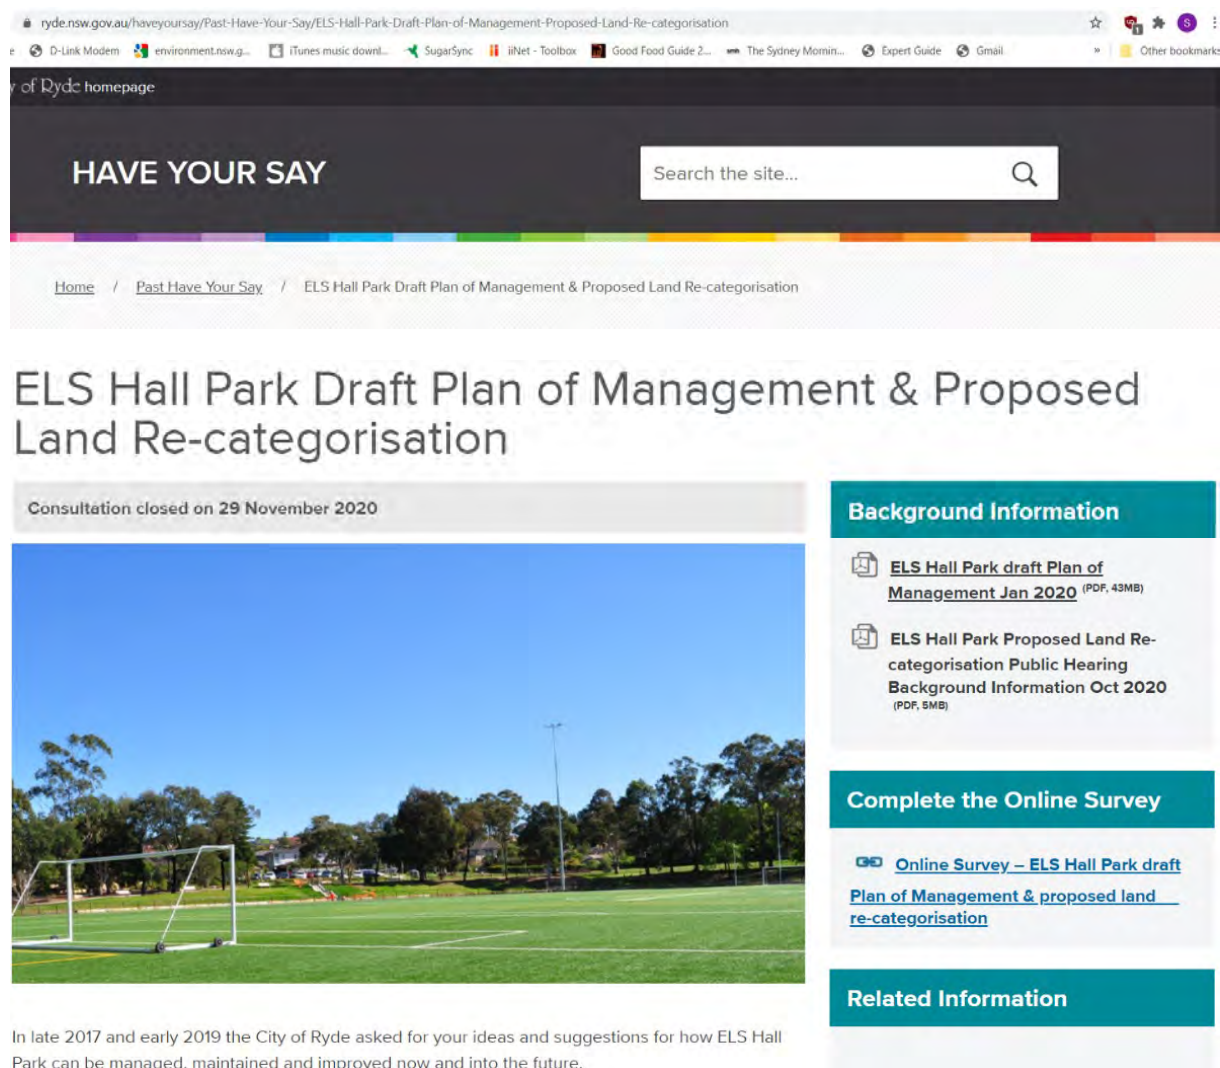 ryde.nsw.gov.au/haveyoursay/Past-Have-Your-Say/ELS-Hall-Park-Draft-Plan-of-Management-Proposed-Land-Re-categorisation
S
e D-Link Modem environment.nsw.g... iTunes music downl... SugarSync iiNet - Toolbox Good Food Guide 2... The Sydney Mornin... Expert Guide Gmail » Other bookmarks
y of Ryde homepage
HAVE YOUR SAY
Search the site...
Home / Past Have Your Say / ELS Hall Park Draft Plan of Management & Proposed Land Re-categorisation
ELS Hall Park Draft Plan of Management & Proposed
Land Re-categorisation
Consultation closed on 29 November 2020
In late 2017 and early 2019 the City of Ryde asked for your ideas and suggestions for how ELS Hall
Park can be managed, maintained and improved now and into the future.
Background Information
ELS Hall Park draft Plan of
Management Jan 2020 (PDF, 43MB)
ELS Hall Park Proposed Land Re-
categorisation Public Hearing
Background Information Oct 2020
(PDF, 5MB)
Complete the Online Survey
Online Survey – ELS Hall Park draft
Plan of Management & proposed land
re-categorisation
Related Information